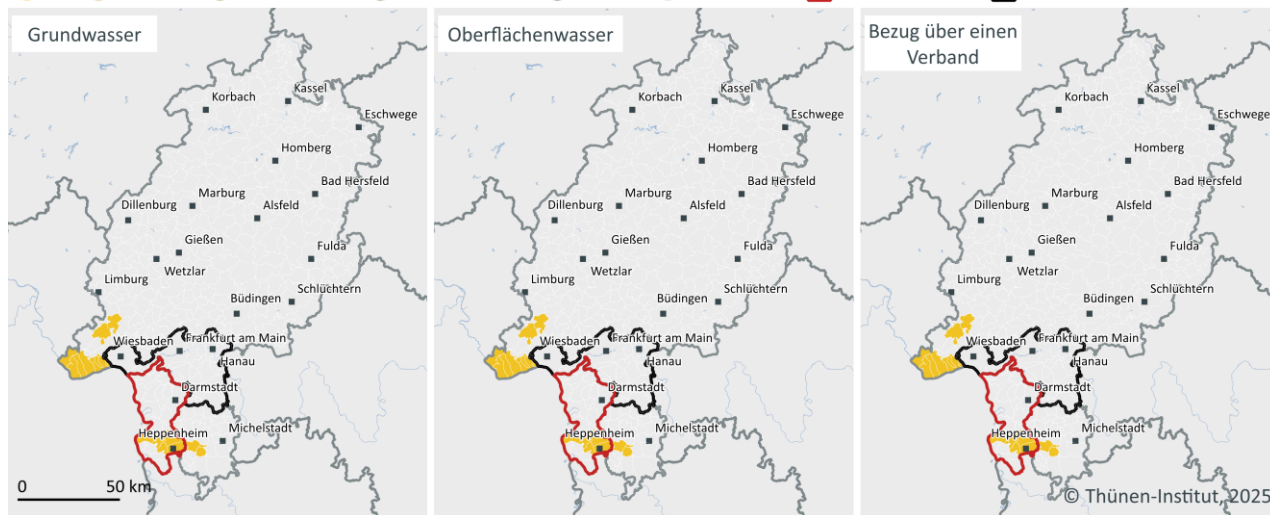 Grundwasser
Kassel
Korbach
Eschwege
Homberg
Bad Hersfeld
Marburg
Dillenburg
Alsfeld
Gießen
Fulda
Wetzlar
Limburg
Schlüchtern
Büdingen
Wiesbaden
Frankfurt am Main
Hanau
Darmstadt
Heppenheim
Michelstadt
0 50 km
Oberflächenwasser
Kassel
Korbach
Eschwege
Homberg
Bad Hersfeld
Marburg
Dillenburg
Alsfeld
Gießen
Fulda
Wetzlar
Limburg
Schlüchtern
Büdingen
Wiesbaden
Frankfurt am Main
Hanau
Darmstadt
Heppenheim
Michelstadt
Bezug über einen
Verband
Kassel
Korbach
Eschwege
Homberg
Bad Hersfeld
Marburg
Dillenburg
Alsfeld
Gießen
Fulda
Wetzlar
Limburg
Schlüchtern
Büdingen
Wiesbaden
Frankfurt am Main
Hanau
Darmstadt
Heppenheim
Michelstadt
© Thünen-Institut, 2025